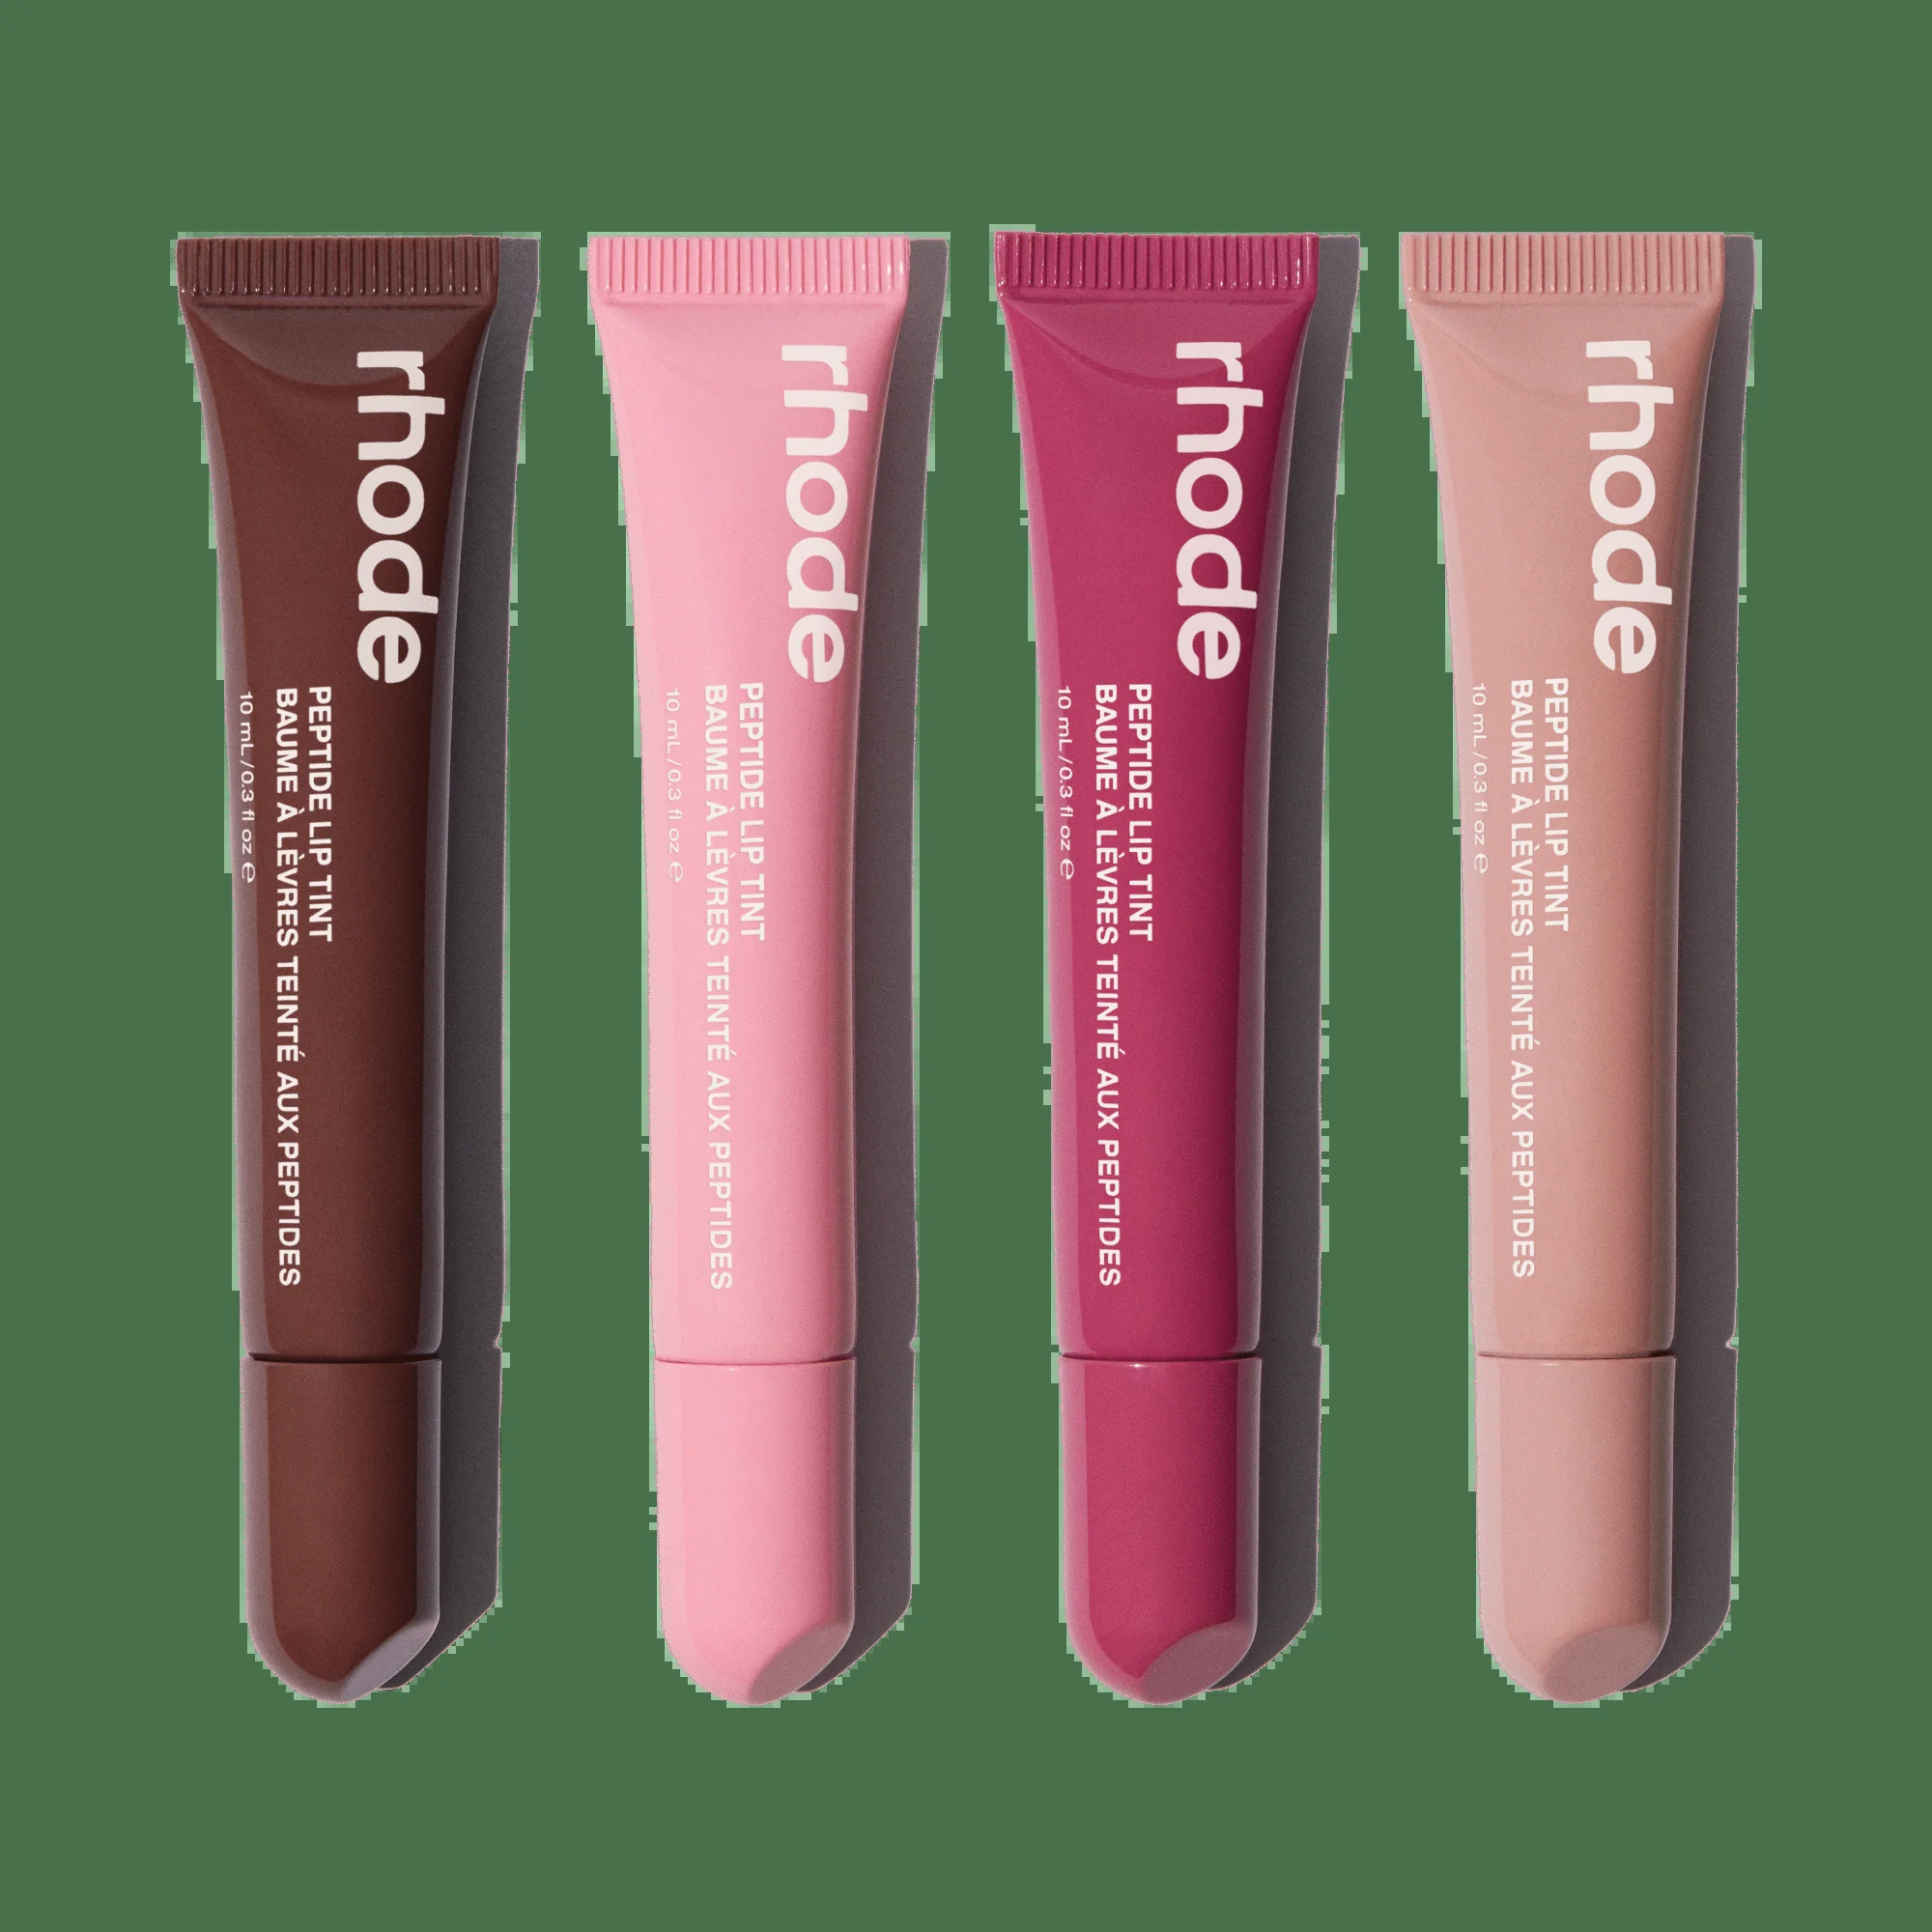 rhode
PEPTIDE LIP TINT
BAUME À LÈVRES TEINTÉ AUX PEPTIDES
10 mL/0.3 fl oz ℮
rhode
PEPTIDE LIP TINT
BAUME À LÈVRES TEINTÉ AUX PEPTIDES
10 mL/0.3 fl oz ℮
rhode
PEPTIDE LIP TINT
BAUME À LÈVRES TEINTÉ AUX PEPTIDES
10 mL/0.3 fl oz ℮
rhode
PEPTIDE LIP TINT
BAUME À LÈVRES TEINTÉ AUX PEPTIDES
10 mL/0.3 fl oz ℮